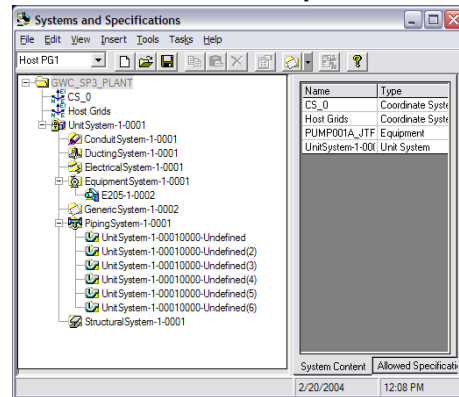 Systems and Specifications
File Edit View Insert Tools Tasks Help
Host PG1
GWC_SP3_PLANT
CS_0
Host Grids
UnitSystem-1-0001
ConduitSystem-1-0001
DuctingSystem-1-0001
ElectricalSystem-1-0001
EquipmentSystem-1-0001
E205-1-0002
GenericSystem-1-0002
PipingSystem-1-0001
UnitSystem-1-00010000-Undefined
UnitSystem-1-00010000-Undefined(2)
UnitSystem-1-00010000-Undefined(3)
UnitSystem-1-00010000-Undefined(4)
UnitSystem-1-00010000-Undefined(5)
UnitSystem-1-00010000-Undefined(6)
StructuralSystem-1-0001
Name Type
CS_0 Coordinate Syste
Host Grids Coordinate Syste
PUMP001A_JTF Equipment
UnitSystem-1-000 Unit System
System Content Allowed Specificati
2/20/2004 12:08 PM